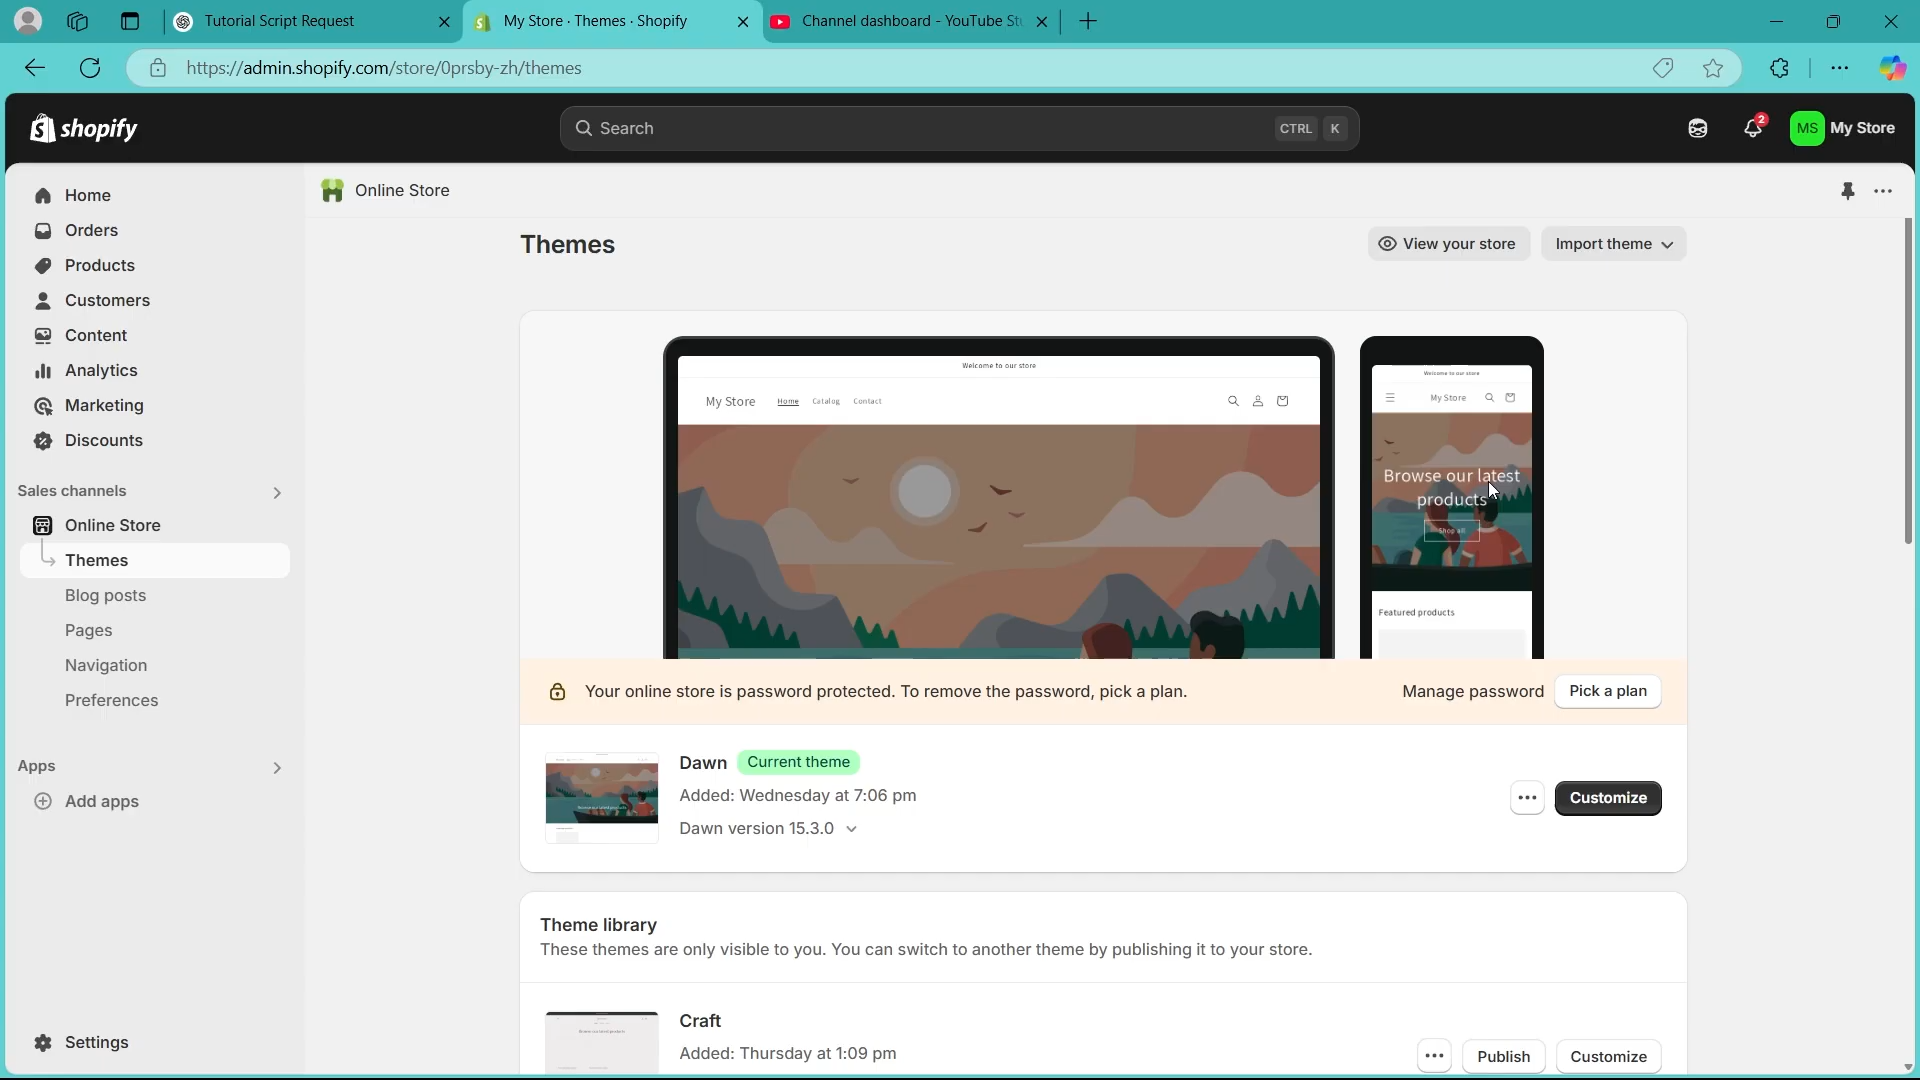 Tutorial Script Request
My Store · Themes · Shopify
Channel dashboard - YouTube St
https://admin.shopify.com/store/0prsby-zh/themes
shopify
Search
CTRL K
2
MS My Store
Home
Orders
Products
Customers
Content
Analytics
Marketing
Discounts
Sales channels
Online Store
Themes
Blog posts
Pages
Navigation
Preferences
Apps
Add apps
Settings
Online Store
Themes
View your store
Import theme
Welcome to our store
My Store Home Catalog Contact
Welcome to our store
My Store
Browse our latest
products
Shop all
Featured products
Your online store is password protected. To remove the password, pick a plan.
Manage password
Pick a plan
Dawn Current theme
Added: Wednesday at 7:06 pm
Dawn version 15.3.0
Customize
Theme library
These themes are only visible to you. You can switch to another theme by publishing it to your store.
Craft
Added: Thursday at 1:09 pm
Publish
Customize